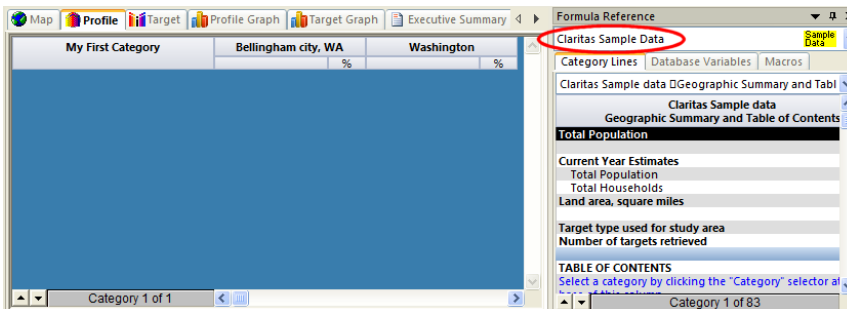 Map Profile Target Profile Graph Target Graph Executive Summary
My First Category Bellingham city, WA Washington
% %
Category 1 of 1
Formula Reference
Claritas Sample Data Sample Data
Category Lines Database Variables Macros
Claritas Sample data Geographic Summary and Tabl
Claritas Sample data
Geographic Summary and Table of Contents
Total Population
Current Year Estimates
Total Population
Total Households
Land area, square miles
Target type used for study area
Number of targets retrieved
TABLE OF CONTENTS
Select a category by clicking the "Category" selector at
Category 1 of 83